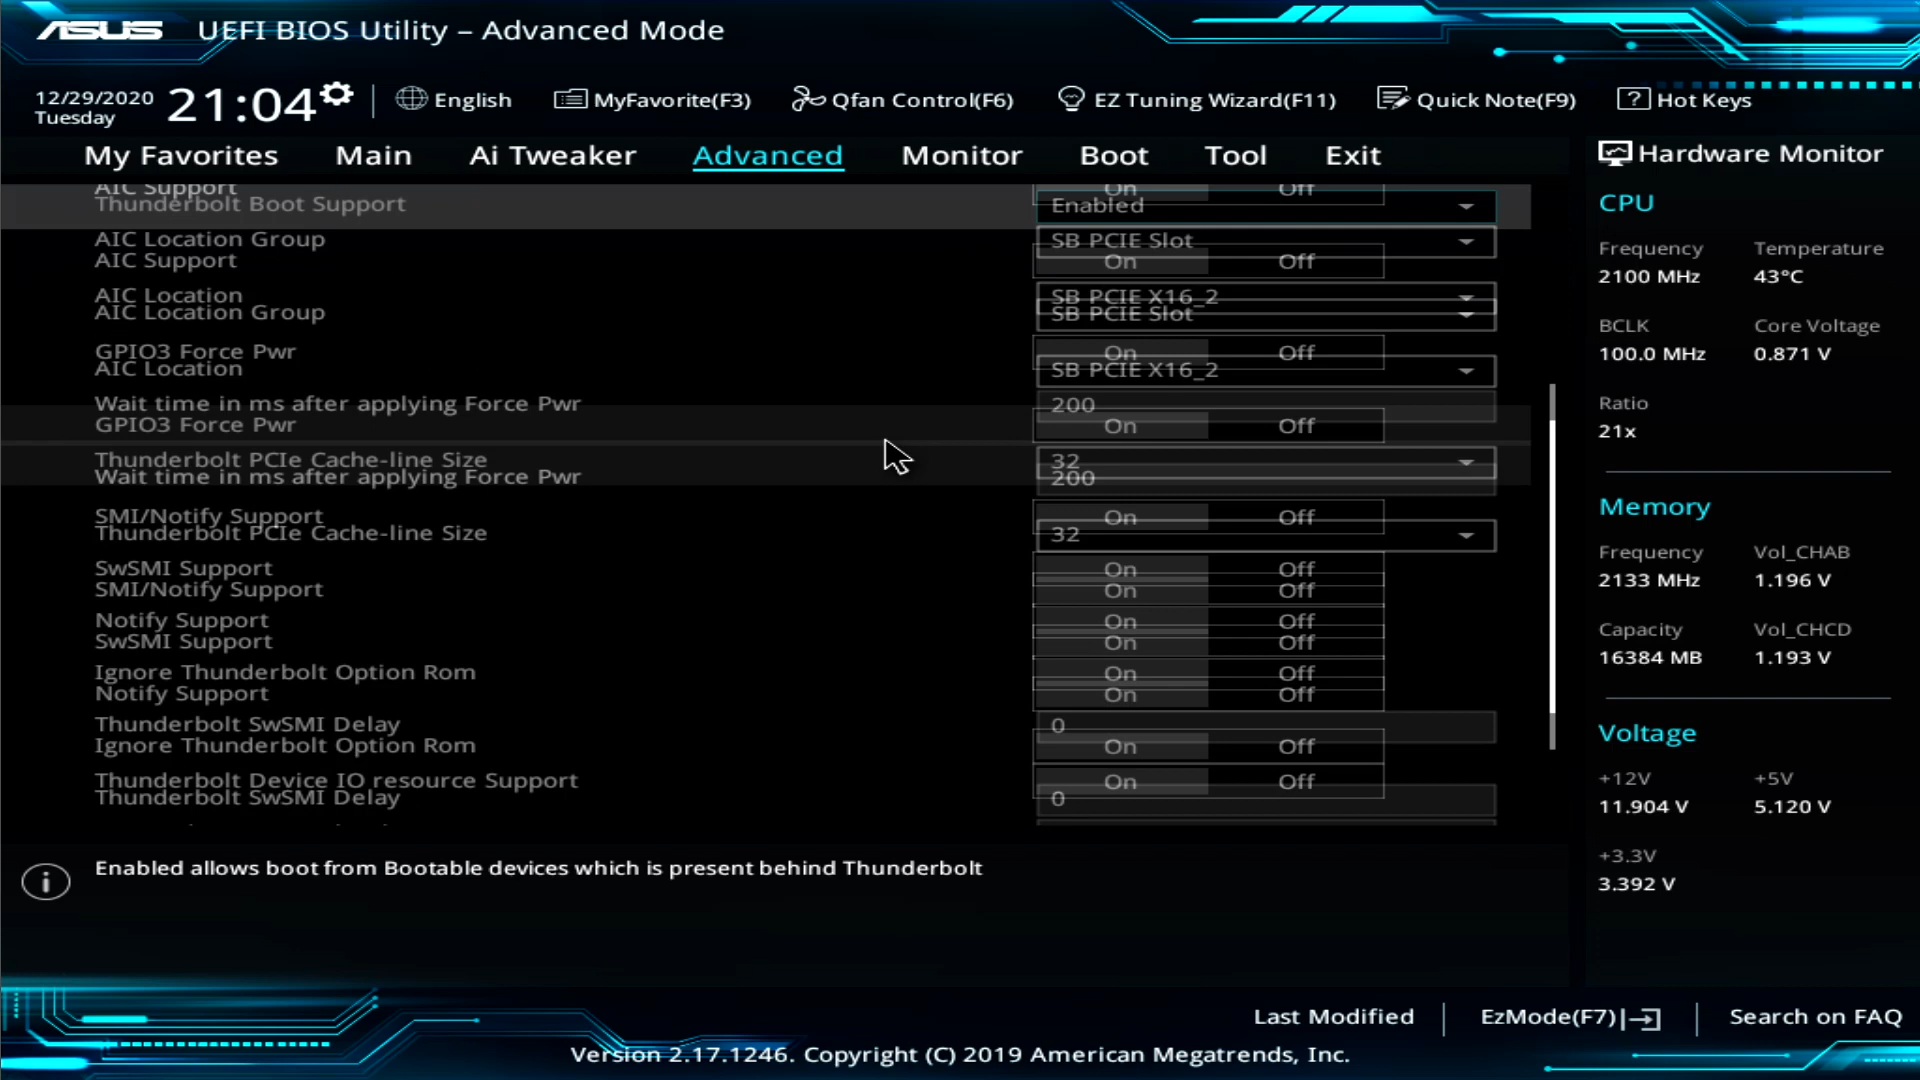 ASUS UEFI BIOS Utility – Advanced Mode
12/29/2020
Tuesday
21:04
English
MyFavorite(F3)
Qfan Control(F6)
EZ Tuning Wizard(F11)
Quick Note(F9)
Hot Keys
My Favorites Main Ai Tweaker Advanced Monitor Boot Tool Exit
AIC Support On Off
Thunderbolt Boot Support Enabled
AIC Location Group SB PCIE Slot
AIC Support On Off
AIC Location SB PCIE X16_2
AIC Location Group SB PCIE Slot
GPIO3 Force Pwr On Off
AIC Location SB PCIE X16_2
Wait time in ms after applying Force Pwr 200
GPIO3 Force Pwr On Off
Thunderbolt PCIe Cache-line Size 32
Wait time in ms after applying Force Pwr 200
SMI/Notify Support On Off
Thunderbolt PCIe Cache-line Size 32
SwSMI Support On Off
SMI/Notify Support On Off
Notify Support On Off
SwSMI Support On Off
Ignore Thunderbolt Option Rom On Off
Notify Support On Off
Thunderbolt SwSMI Delay 0
Ignore Thunderbolt Option Rom On Off
Thunderbolt Device IO resource Support On Off
Thunderbolt SwSMI Delay 0
Enabled allows boot from Bootable devices which is present behind Thunderbolt
Hardware Monitor
CPU
Frequency Temperature
2100 MHz 43°C
BCLK Core Voltage
100.0 MHz 0.871 V
Ratio
21x
Memory
Frequency Vol_CHAB
2133 MHz 1.196 V
Capacity Vol_CHCD
16384 MB 1.193 V
Voltage
+12V +5V
11.904 V 5.120 V
+3.3V
3.392 V
Last Modified EzMode(F7) Search on FAQ
Version 2.17.1246. Copyright (C) 2019 American Megatrends, Inc.